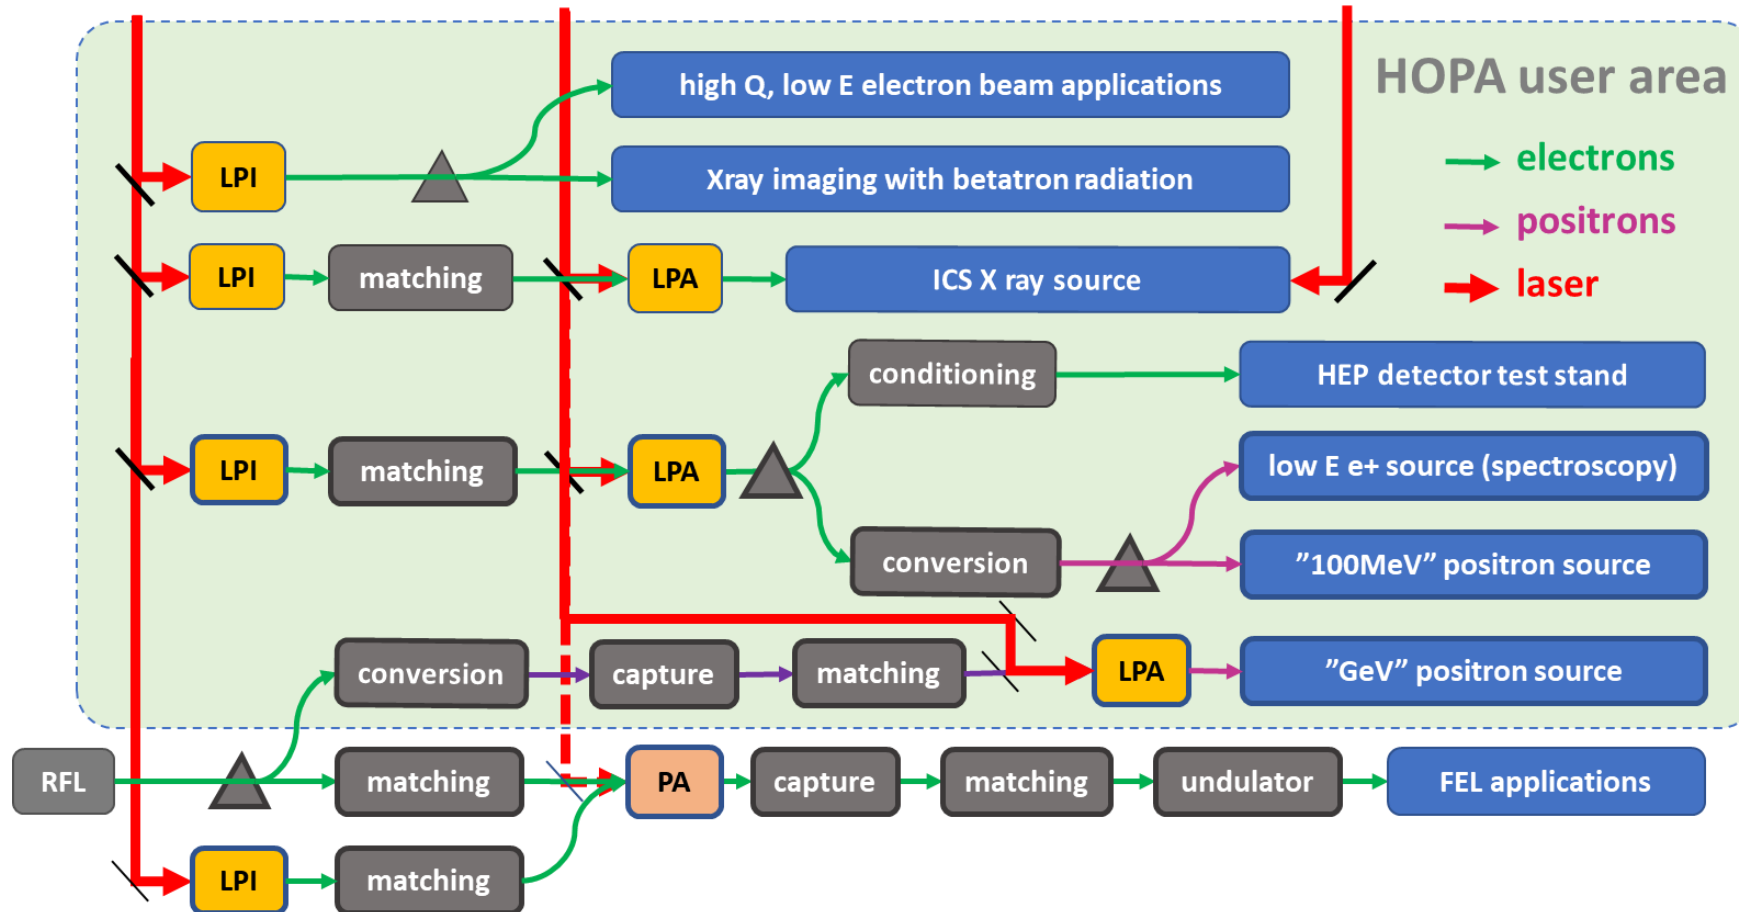 high Q, low E electron beam applications
HOPA user area
LPI
Xray imaging with betatron radiation
electrons
positrons
laser
LPI
matching
LPA
ICS X ray source
conditioning
HEP detector test stand
LPI
matching
LPA
low E e+ source (spectroscopy)
conversion
”100MeV” positron source
conversion
capture
matching
LPA
”GeV” positron source
RFL
matching
PA
capture
matching
undulator
FEL applications
LPI
matching